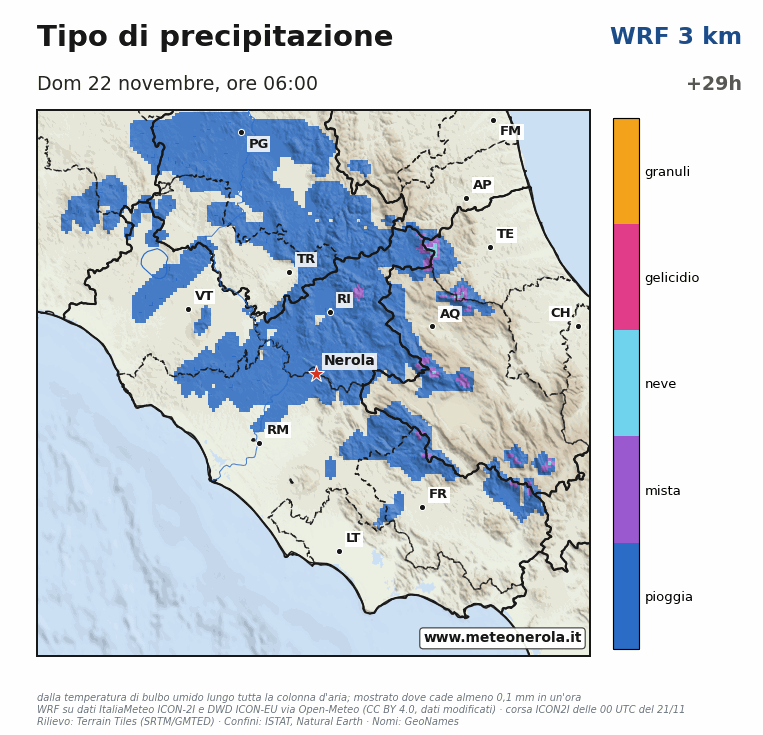 Tipo di precipitazione
WRF 3 km
Dom 22 novembre, ore 06:00
+29h
FM
PG
AP
TE
TR
VT
RI
AQ
CH
Nerola
RM
FR
LT
www.meteonerola.it
granuli
gelicidio
neve
mista
pioggia
dalla temperatura di bulbo umido lungo tutta la colonna d'aria; mostrato dove cade almeno 0,1 mm in un'ora
WRF su dati ItaliaMeteo ICON-2I e DWD ICON-EU via Open-Meteo (CC BY 4.0, dati modificati) · corsa ICON2I delle 00 UTC del 21/11
Rilievo: Terrain Tiles (SRTM/GMTED) · Confini: ISTAT, Natural Earth · Nomi: GeoNames